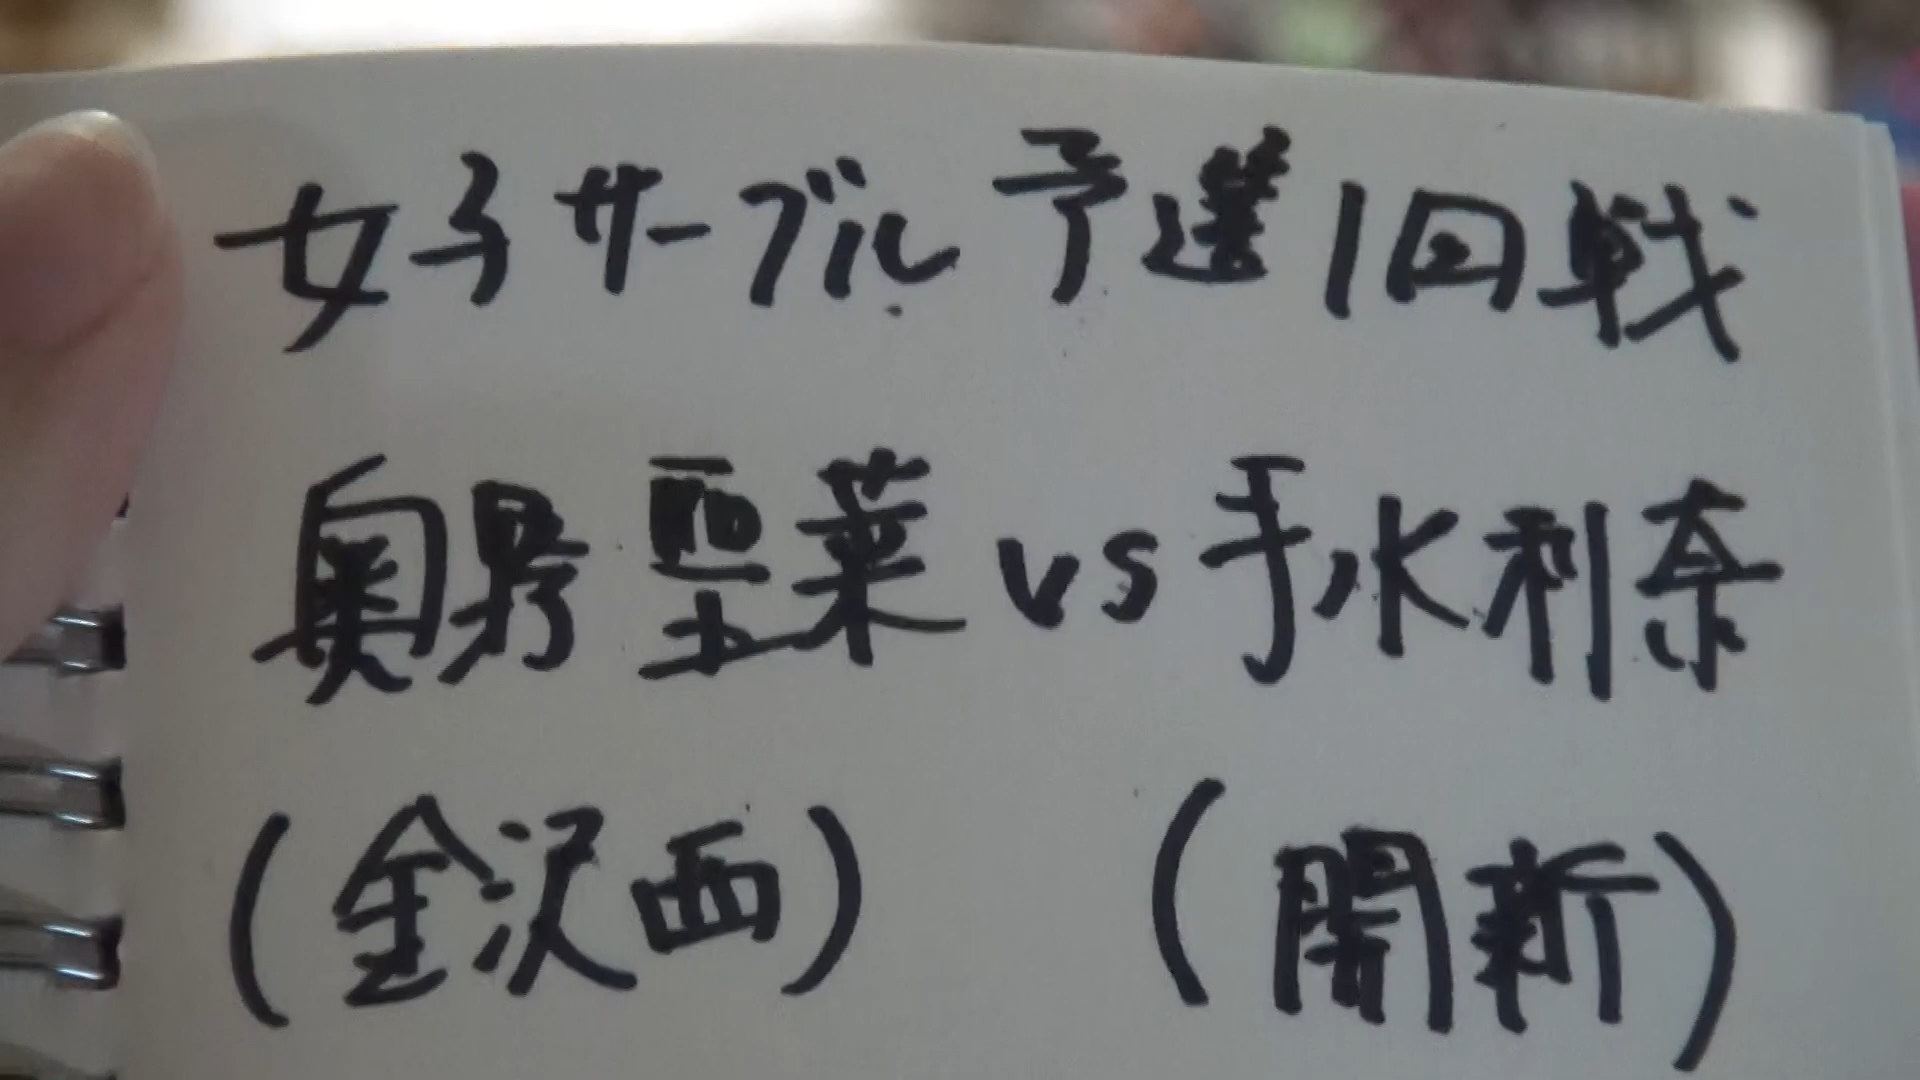 女子サーブル 予選1回戦
奥野 聖菜 vs 手水利奈
(金沢西) (開新)